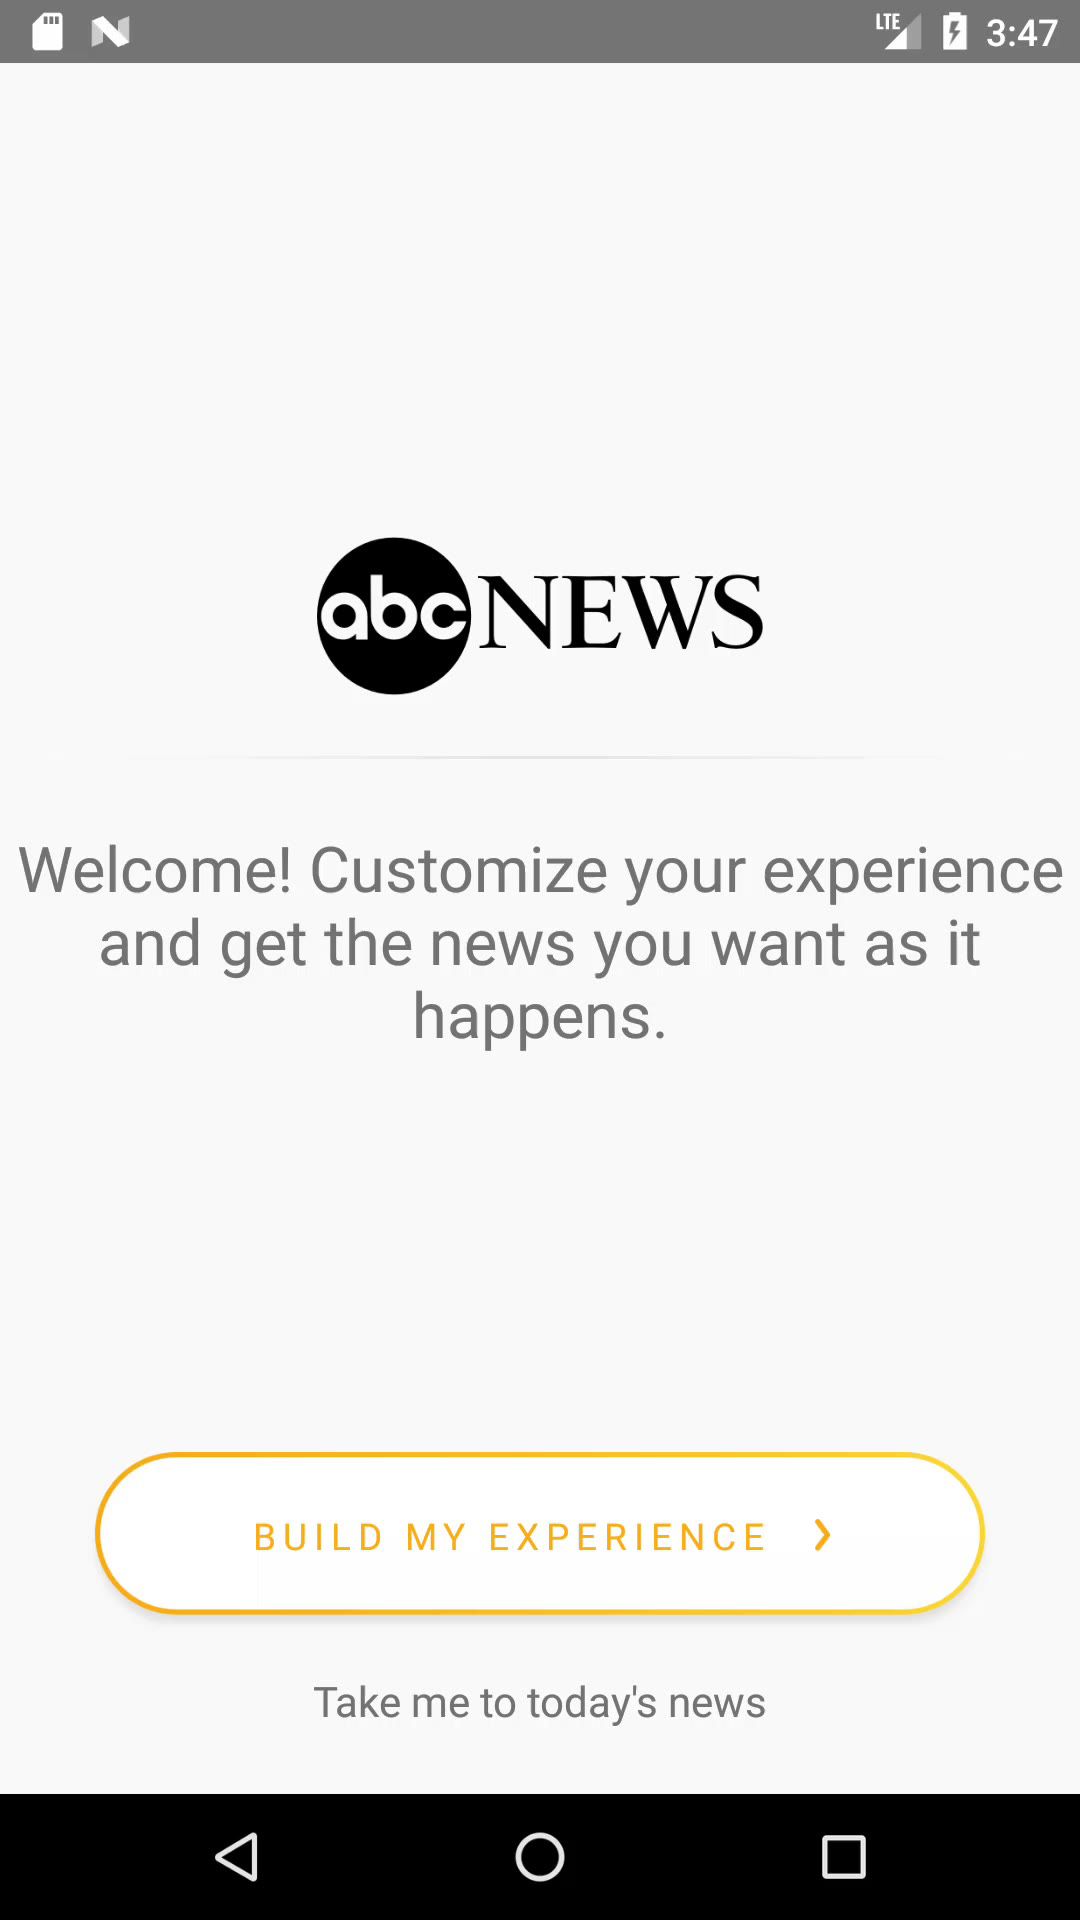 LTE 3:47
abc NEWS
Welcome! Customize your experience
and get the news you want as it
happens.
BUILD MY EXPERIENCE
Take me to today's news